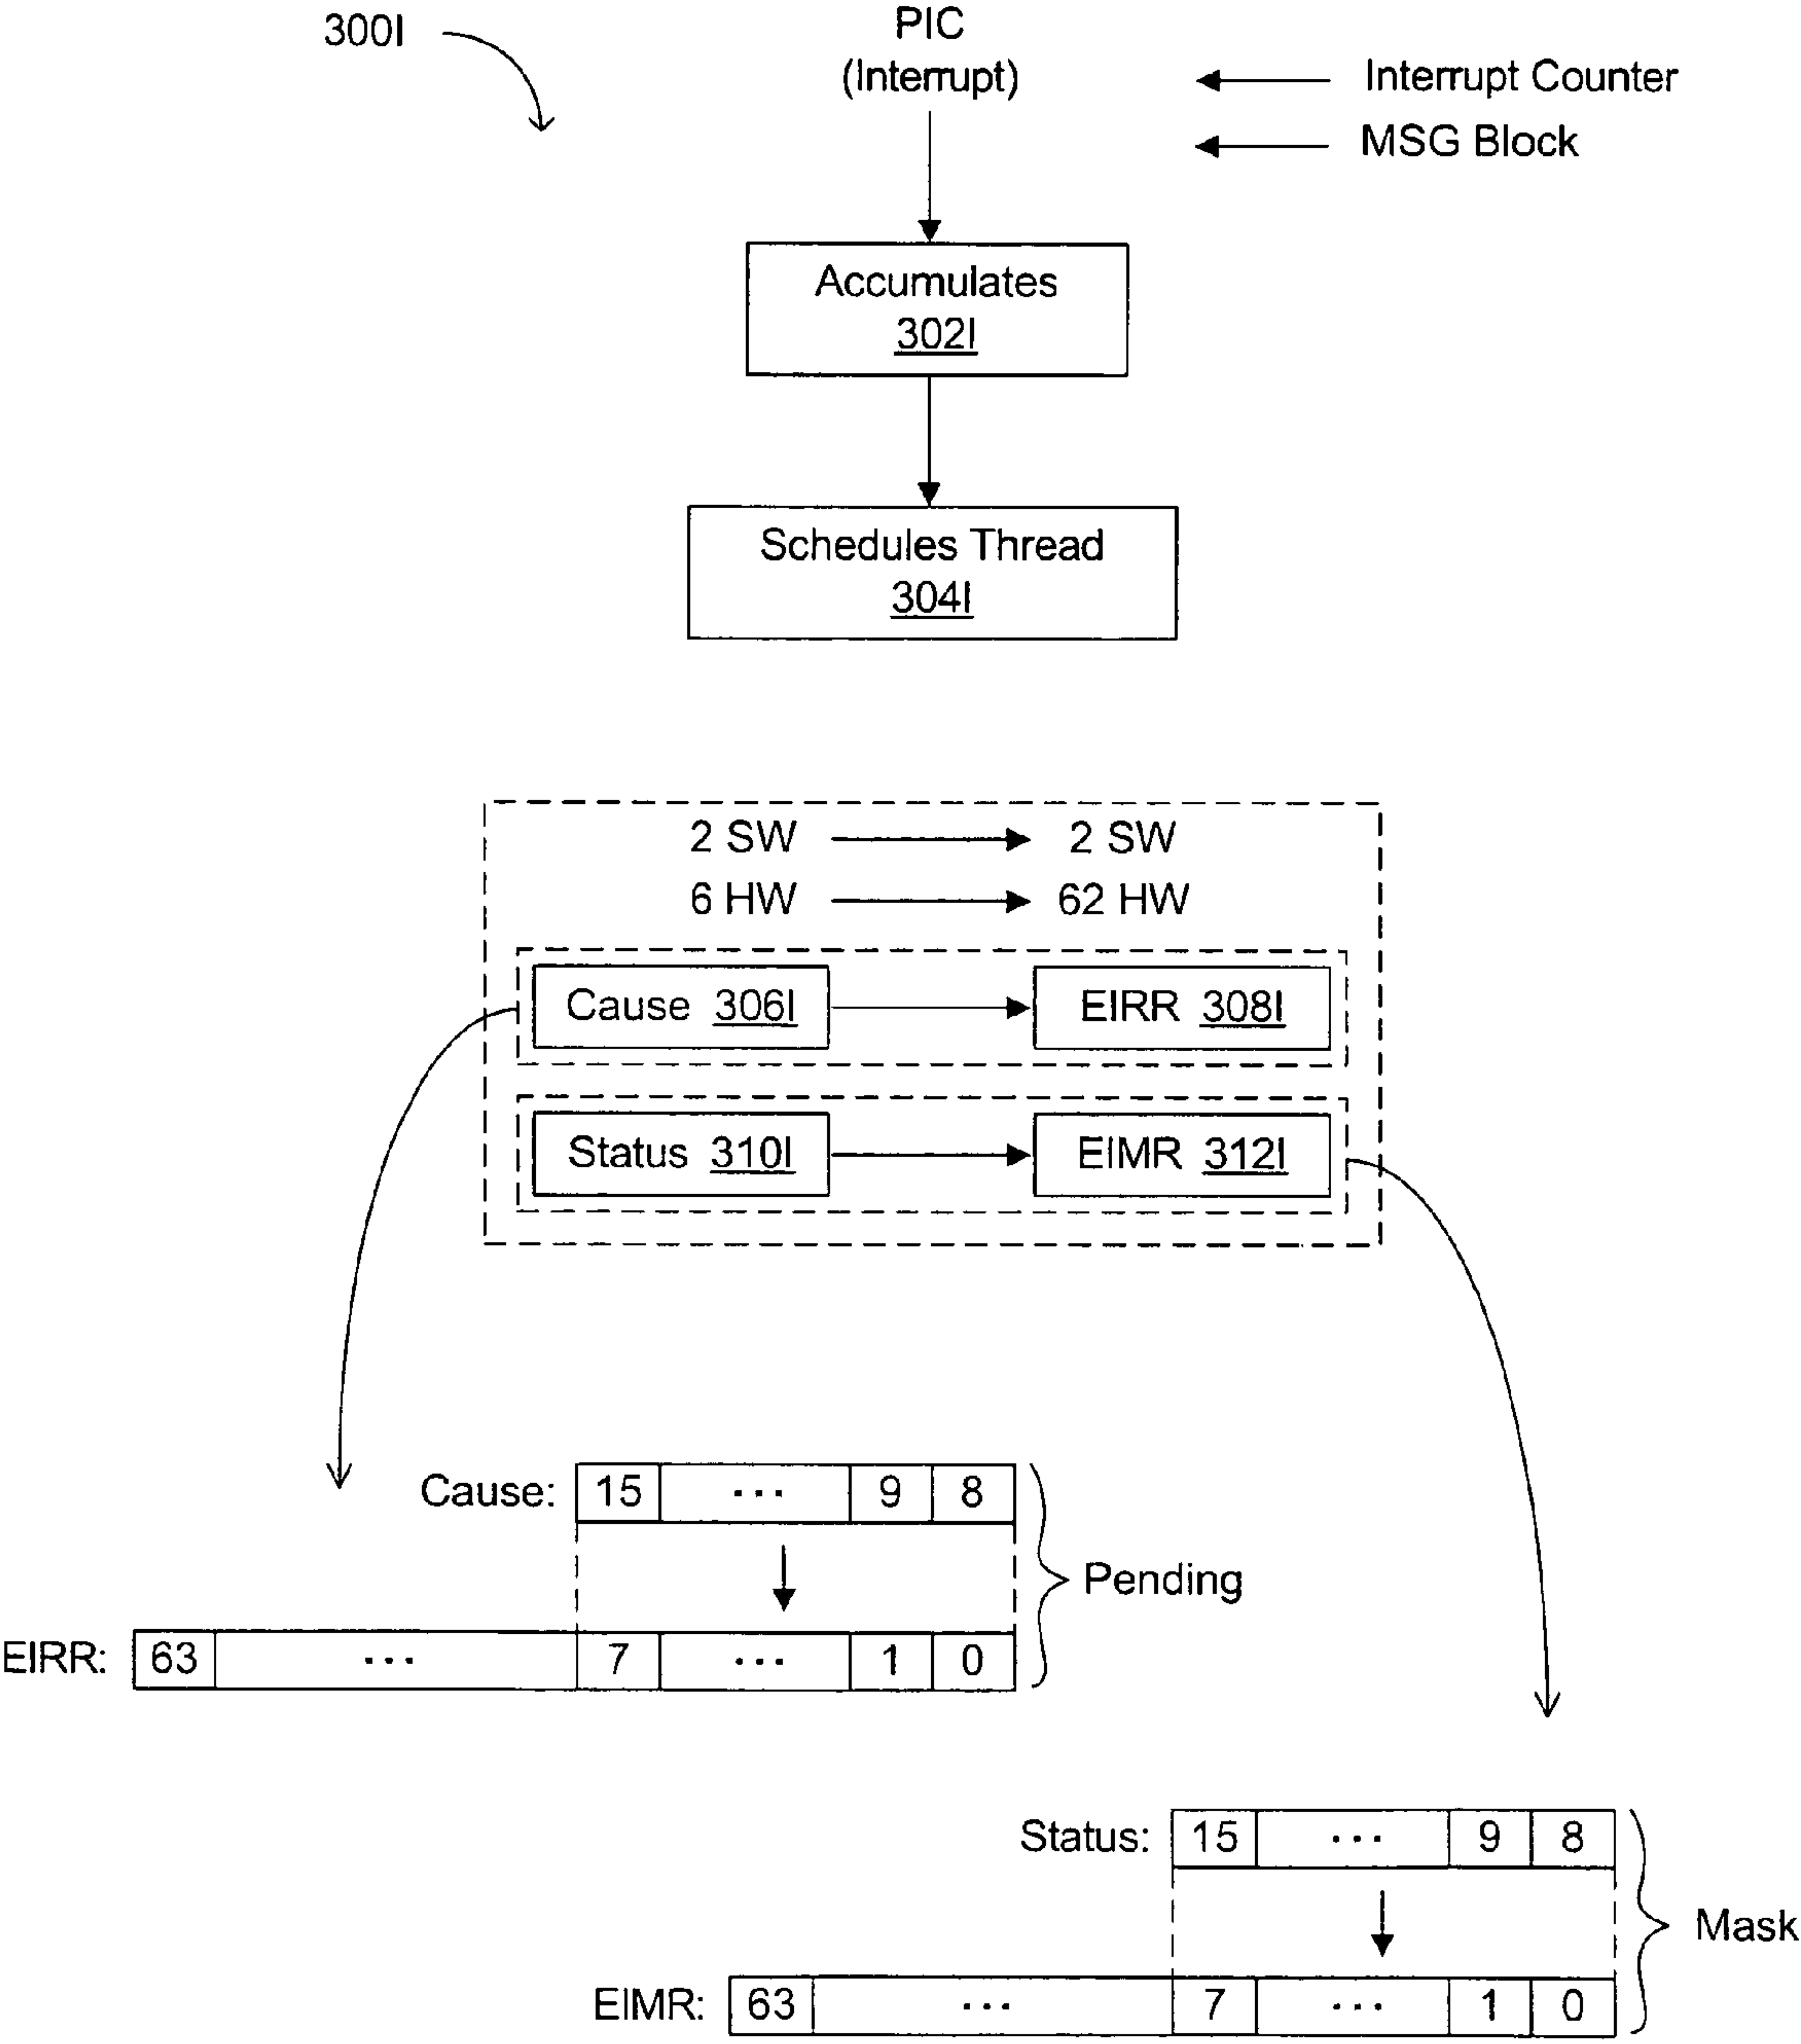 300I
PIC
(Interrupt)
Interrupt Counter
MSG Block
Accumulates
302I
Schedules Thread
304I
2 SW 2 SW
6 HW 62 HW
Cause 306I EIRR 308I
Status 310I EIMR 312I
Cause: 15 ... 9 8
Pending
EIRR: 63 ... 7 ... 1 0
Status: 15 ... 9 8
Mask
EIMR: 63 ... 7 ... 1 0